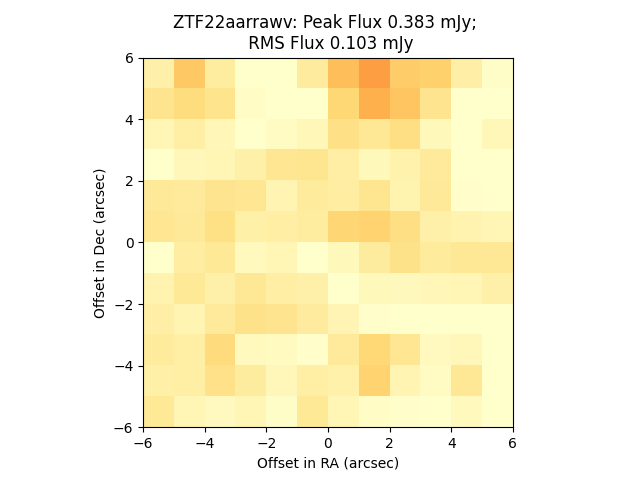 ZTF22aarrawv: Peak Flux 0.383 mJy;
RMS Flux 0.103 mJy
6
4
2
0
−2
−4
−6
Offset in Dec (arcsec)
−6 −4 −2 0 2 4 6
Offset in RA (arcsec)